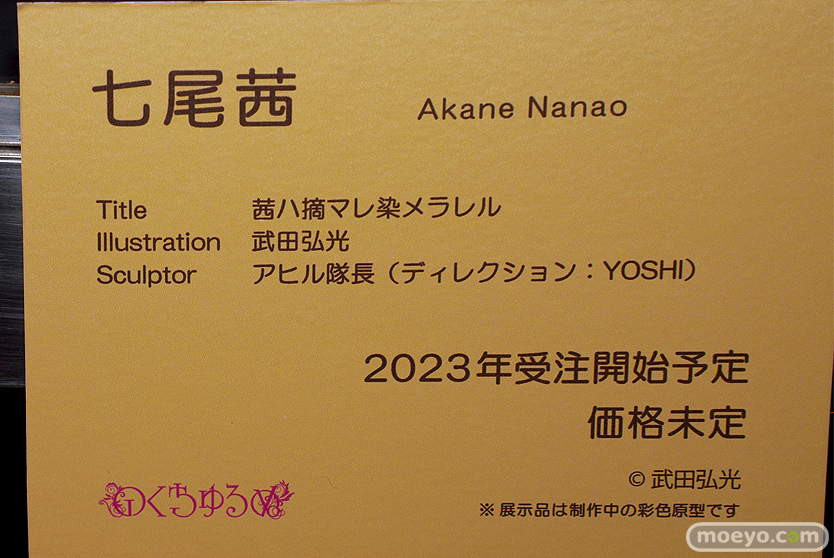 七尾茜 Akane Nanao
Title 茜ハ摘マレ染メラレル
Illustration 武田弘光
Sculptor アヒル隊長（ディレクション：YOSHI）
2023年受注開始予定
価格未定
© 武田弘光
※ 展示品は制作中の彩色原型です
moeyo.com